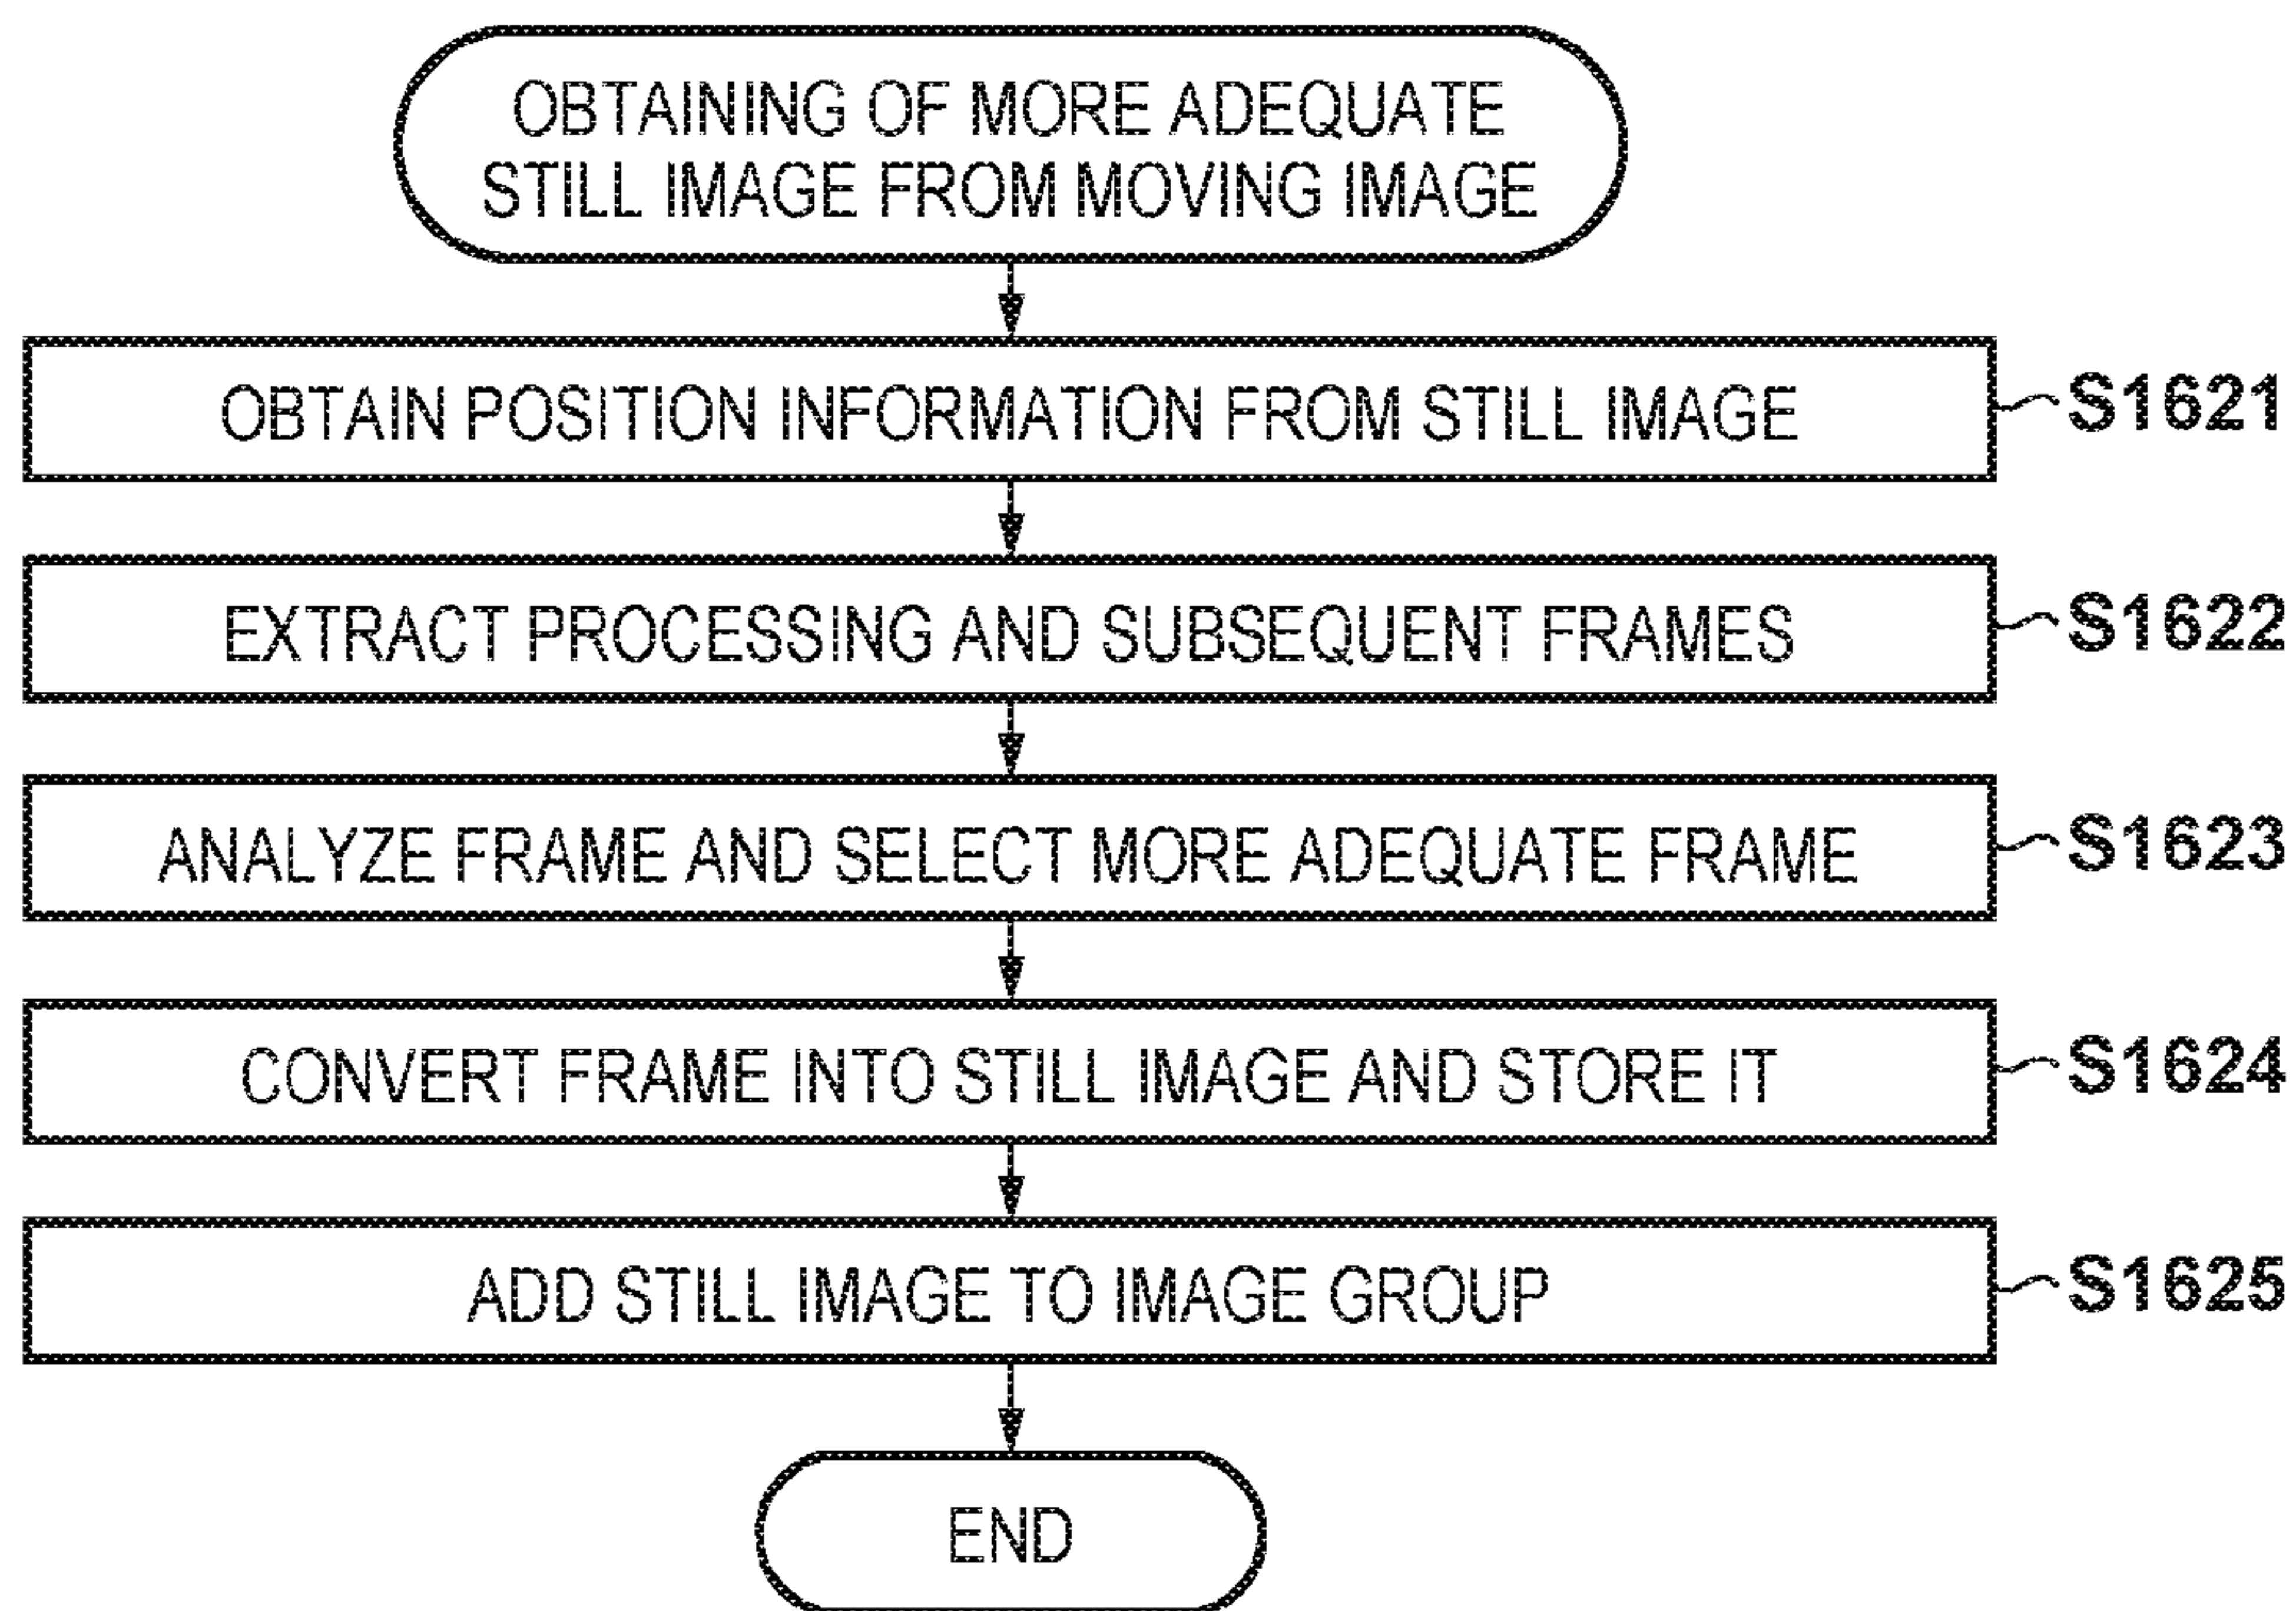 OBTAINING OF MORE ADEQUATE
STILL IMAGE FROM MOVING IMAGE
OBTAIN POSITION INFORMATION FROM STILL IMAGE S1621
EXTRACT PROCESSING AND SUBSEQUENT FRAMES S1622
ANALYZE FRAME AND SELECT MORE ADEQUATE FRAME S1623
CONVERT FRAME INTO STILL IMAGE AND STORE IT S1624
ADD STILL IMAGE TO IMAGE GROUP S1625
END